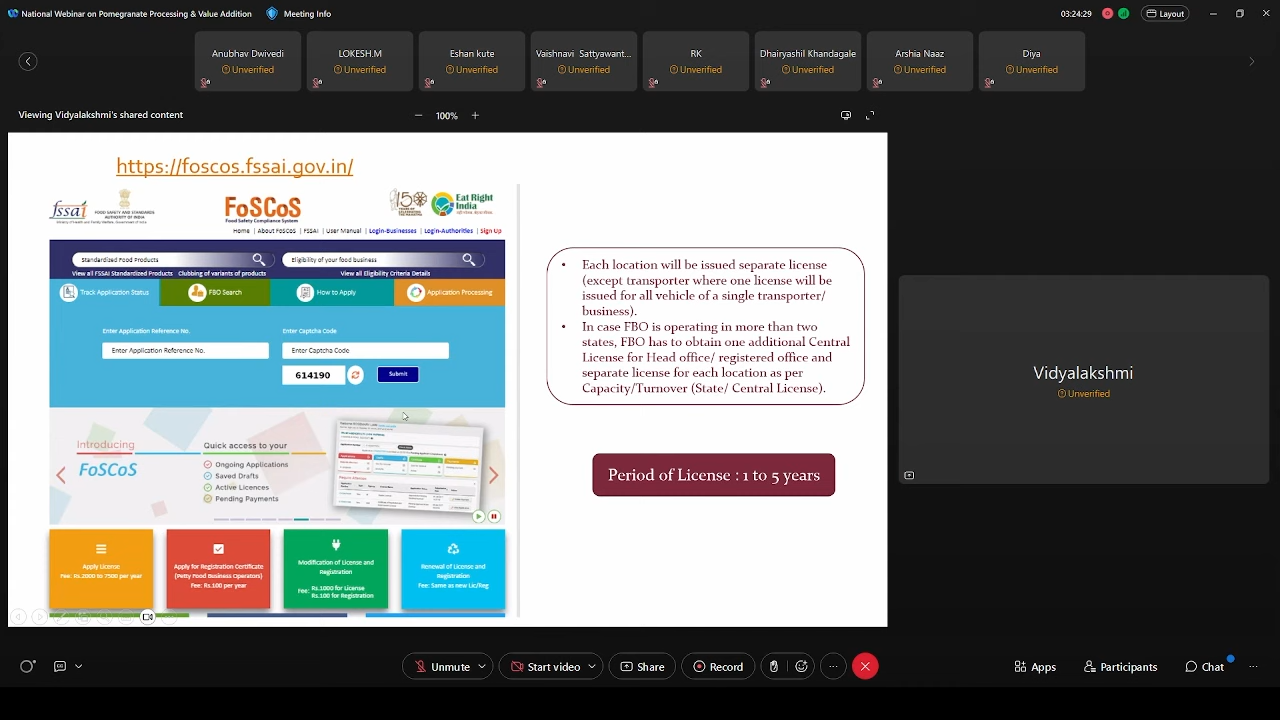 National Webinar on Pomegranate Processing & Value Addition
Meeting Info
03:24:29
Layout
Anubhav Dwivedi
Unverified
LOKESH.M
Unverified
Eshan kute
Unverified
Vaishnavi Sattyawant...
Unverified
RK
Unverified
Dhairyashil Khandagale
Unverified
Arshia Naaz
Unverified
Diya
Unverified
Viewing Vidyalakshmi's shared content
100%
https://foscos.fssai.gov.in/
fssai
FOOD SAFETY AND STANDARDS
AUTHORITY OF INDIA
FoSCoS
Food Safety Compliance System
150
Eat Right
India
Home | About FoSCoS | FSSAI | User Manual | Login-Businesses | Login-Authorities | Sign Up
Standardized Food Products
Eligibility of your food business
View all FSSAI Standardized Products Clubbing of variants of products
View all Eligibility Criteria Details
Track Application Status
FBO Search
How to Apply
Application Processing
Enter Application Reference No.
Enter Captcha Code
Enter Application Reference No.
Enter Captcha Code
614190
Submit
Introducing
FoSCoS
Quick access to your
Ongoing Applications
Saved Drafts
Active Licences
Pending Payments
Apply License
Fee: Rs.2000 to 7500 per year
Apply for Registration Certificate
(Petty Food Business Operators)
Fee: Rs.100 per year
Modification of License and
Registration
Fee: Rs.1000 for License
Rs.100 for Registration
Renewal of License and
Registration
Fee: Same as new Lic/Reg
• Each location will be issued separate license
(except transporter where one license will be
issued for all vehicle of a single transporter/
business).
• In case FBO is operating in more than two
states, FBO has to obtain one additional Central
License for Head office/ registered office and
separate license for each location as per
Capacity/Turnover (State/ Central License).
Period of License : 1 to 5 years
Vidyalakshmi
Unverified
Unmute
Start video
Share
Record
Apps
Participants
Chat